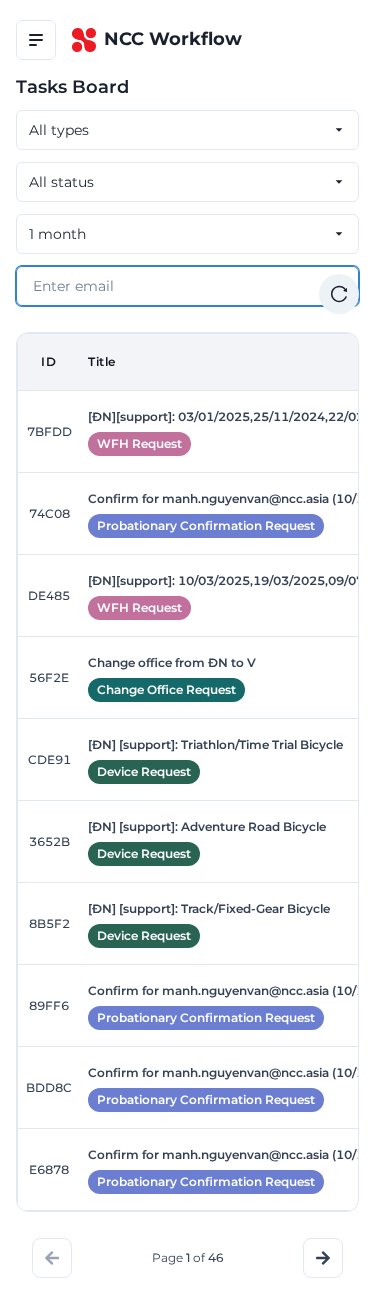 NCC Workflow
Tasks Board
All types
All status
1 month
Enter email
ID Title
7BFDD [ĐN][support]: 03/01/2025,25/11/2024,22/0
WFH Request
74C08 Confirm for manh.nguyenvan@ncc.asia (10/
Probationary Confirmation Request
DE485 [ĐN][support]: 10/03/2025,19/03/2025,09/0
WFH Request
56F2E Change office from ĐN to V
Change Office Request
CDE91 [ĐN] [support]: Triathlon/Time Trial Bicycle
Device Request
3652B [ĐN] [support]: Adventure Road Bicycle
Device Request
8B5F2 [ĐN] [support]: Track/Fixed-Gear Bicycle
Device Request
89FF6 Confirm for manh.nguyenvan@ncc.asia (10/
Probationary Confirmation Request
BDD8C Confirm for manh.nguyenvan@ncc.asia (10/
Probationary Confirmation Request
E6878 Confirm for manh.nguyenvan@ncc.asia (10/
Probationary Confirmation Request
Page 1 of 46